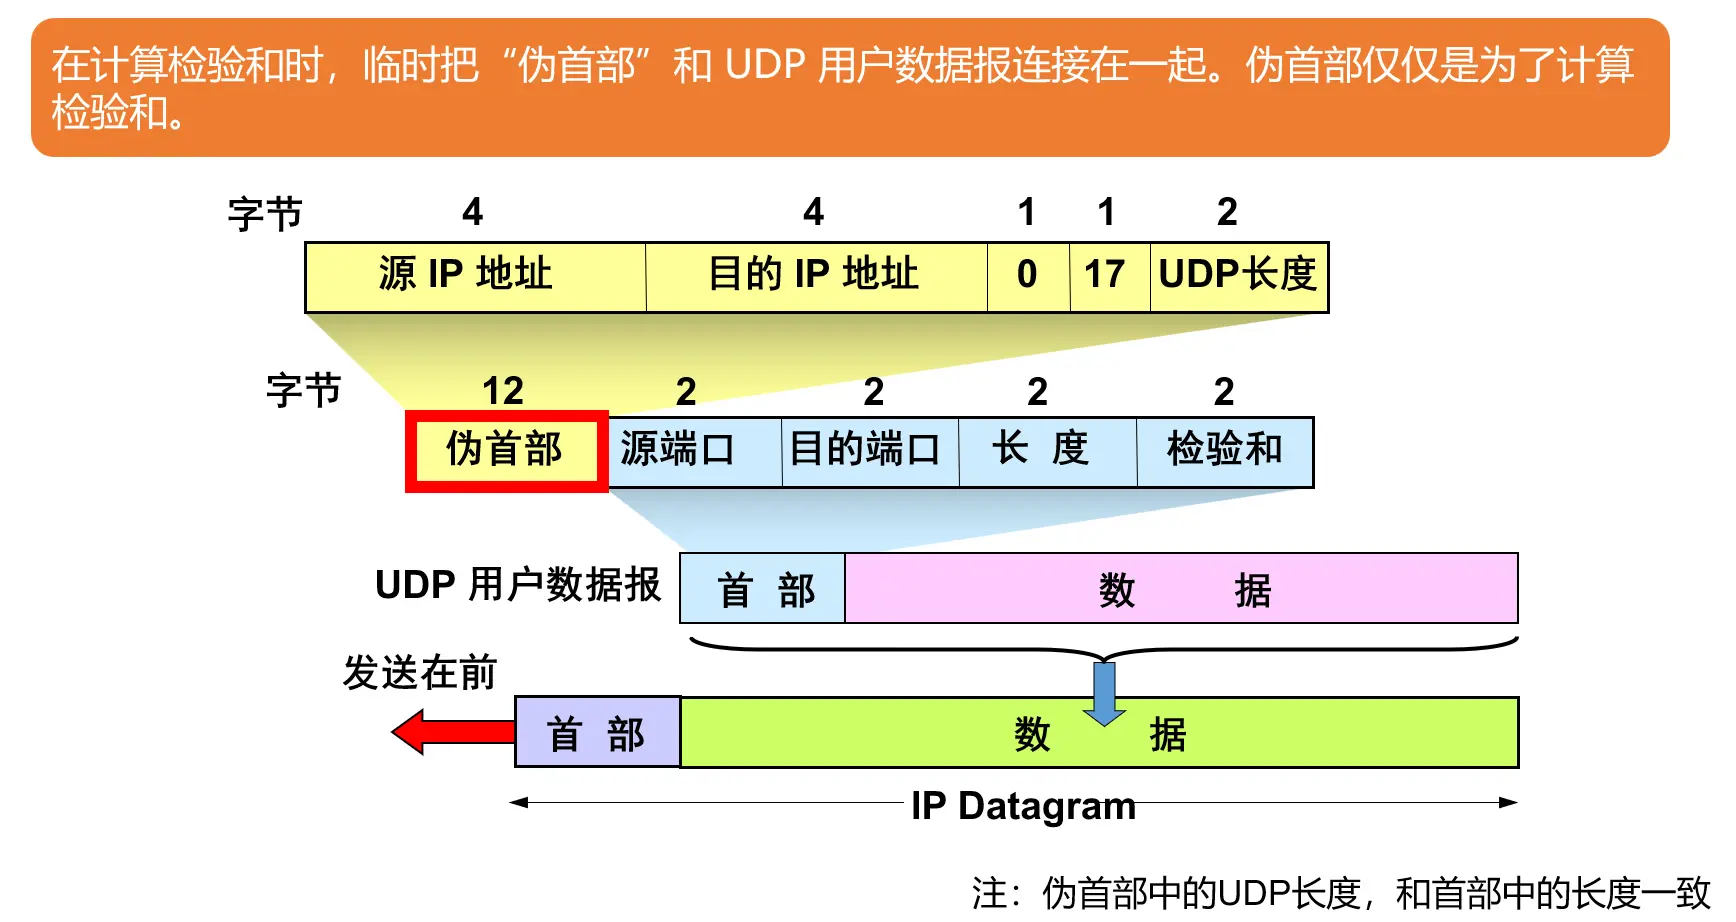 在计算检验和时，临时把“伪首部”和 UDP 用户数据报连接在一起。伪首部仅仅是为了计算
检验和。
字节 4 4 1 1 2
源 IP 地址 目的 IP 地址 0 17 UDP长度
字节 12 2 2 2 2
伪首部 源端口 目的端口 长 度 检验和
UDP 用户数据报 首 部 数 据
发送在前
首 部 数 据
IP Datagram
注：伪首部中的UDP长度，和首部中的长度一致